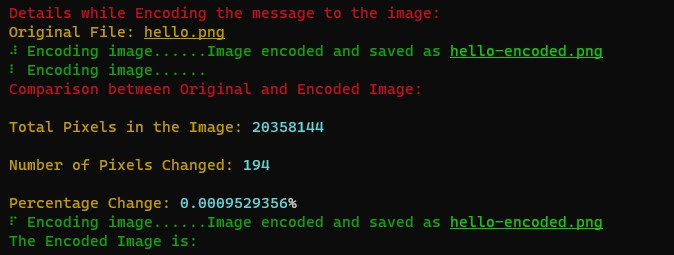 Details while Encoding the message to the image:
Original File: hello.png
⠼ Encoding image......Image encoded and saved as hello-encoded.png
⠸ Encoding image......
Comparison between Original and Encoded Image:
Total Pixels in the Image: 20358144
Number of Pixels Changed: 194
Percentage Change: 0.0009529356%
⠏ Encoding image......Image encoded and saved as hello-encoded.png
The Encoded Image is: